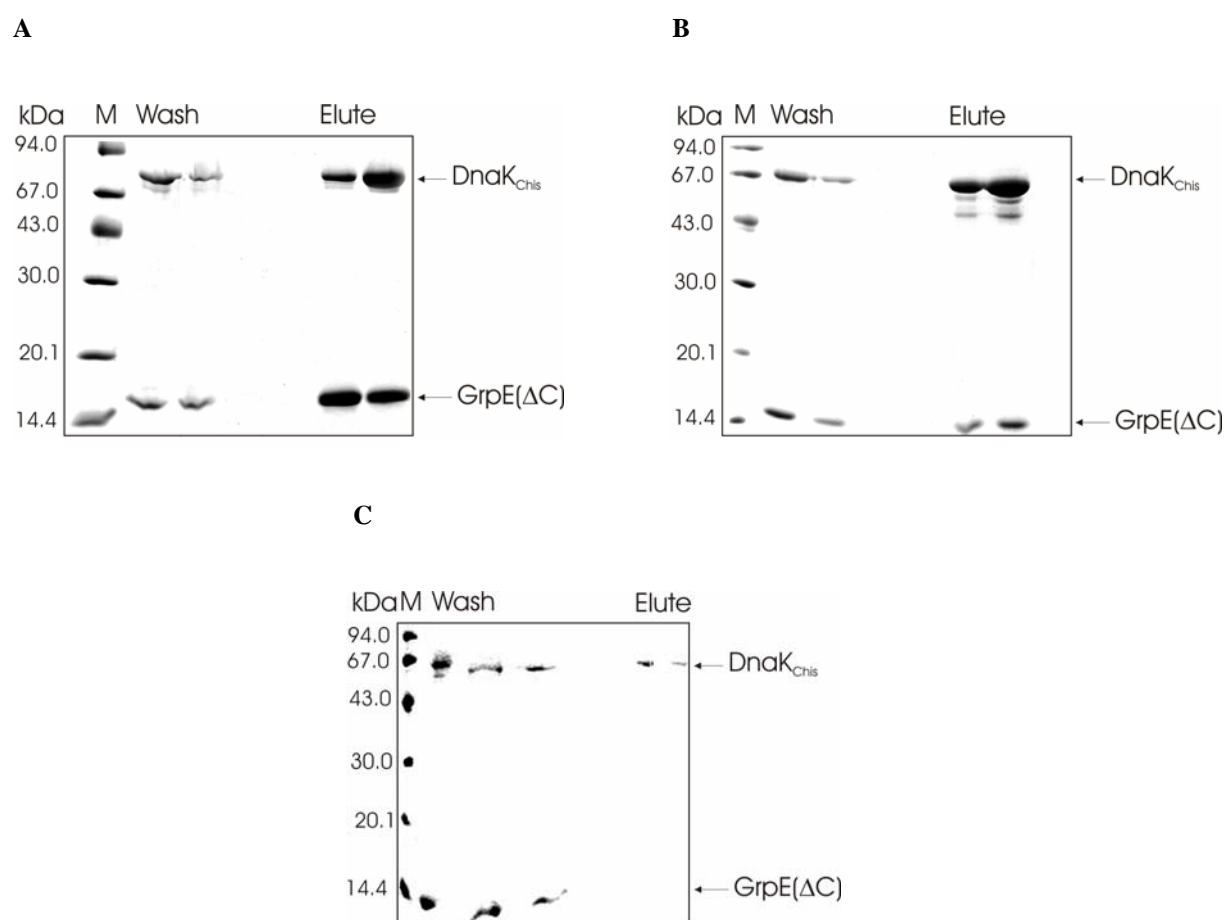 A
kDa M Wash Elute
94.0
67.0
43.0
30.0
20.1
14.4
DnaKChis
GrpE(ΔC)
B
kDa M Wash Elute
94.0
67.0
43.0
30.0
20.1
14.4
DnaKChis
GrpE(ΔC)
C
kDa M Wash Elute
94.0
67.0
43.0
30.0
20.1
14.4
DnaKChis
GrpE(ΔC)